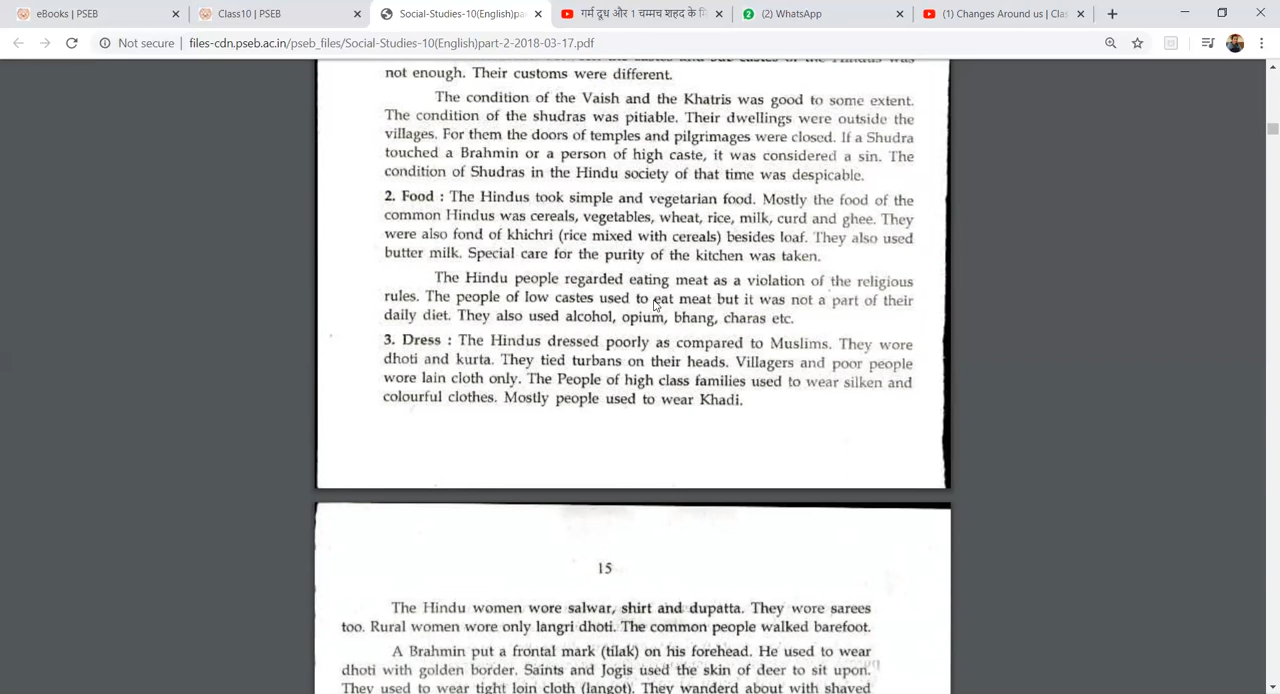 eBooks | PSEB
Class10 | PSEB
Social-Studies-10(English)pa
गर्म दूध और 1 चम्मच शहद के
(2) WhatsApp
(1) Changes Around us | Clas
Not secure | files-cdn.pseb.ac.in/pseb_files/Social-Studies-10(English)part-2-2018-03-17.pdf
not enough. Their customs were different.
The condition of the Vaish and the Khatris was good to some extent.
The condition of the shudras was pitiable. Their dwellings were outside the
villages. For them the doors of temples and pilgrimages were closed. If a Shudra
touched a Brahmin or a person of high caste, it was considered a sin. The
condition of Shudras in the Hindu society of that time was despicable.
2. Food : The Hindus took simple and vegetarian food. Mostly the food of the
common Hindus was cereals, vegetables, wheat, rice, milk, curd and ghee. They
were also fond of khichri (rice mixed with cereals) besides loaf. They also used
butter milk. Special care for the purity of the kitchen was taken.
The Hindu people regarded eating meat as a violation of the religious
rules. The people of low castes used to eat meat but it was not a part of their
daily diet. They also used alcohol, opium, bhang, charas etc.
3. Dress : The Hindus dressed poorly as compared to Muslims. They wore
dhoti and kurta. They tied turbans on their heads. Villagers and poor people
wore lain cloth only. The People of high class families used to wear silken and
colourful clothes. Mostly people used to wear Khadi.
15
The Hindu women wore salwar, shirt and dupatta. They wore sarees
too. Rural women wore only langri dhoti. The common people walked barefoot.
A Brahmin put a frontal mark (tilak) on his forehead. He used to wear
dhoti with golden border. Saints and Jogis used the skin of deer to sit upon.
They used to wear tight loin cloth (langot). They wanderd about with shaved